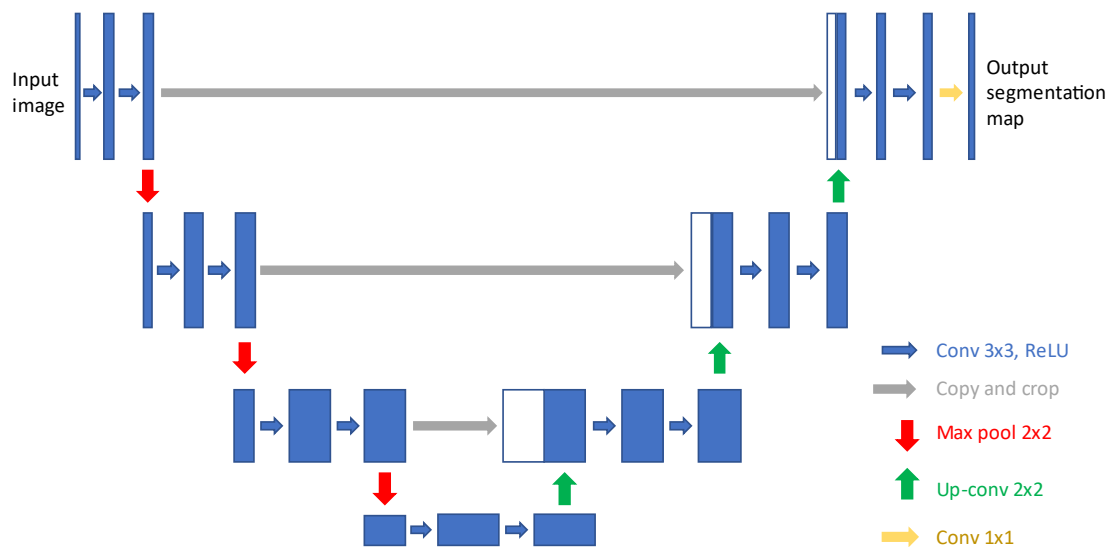 Input
image
Output
segmentation
map
Conv 3x3, ReLU
Copy and crop
Max pool 2x2
Up-conv 2x2
Conv 1x1